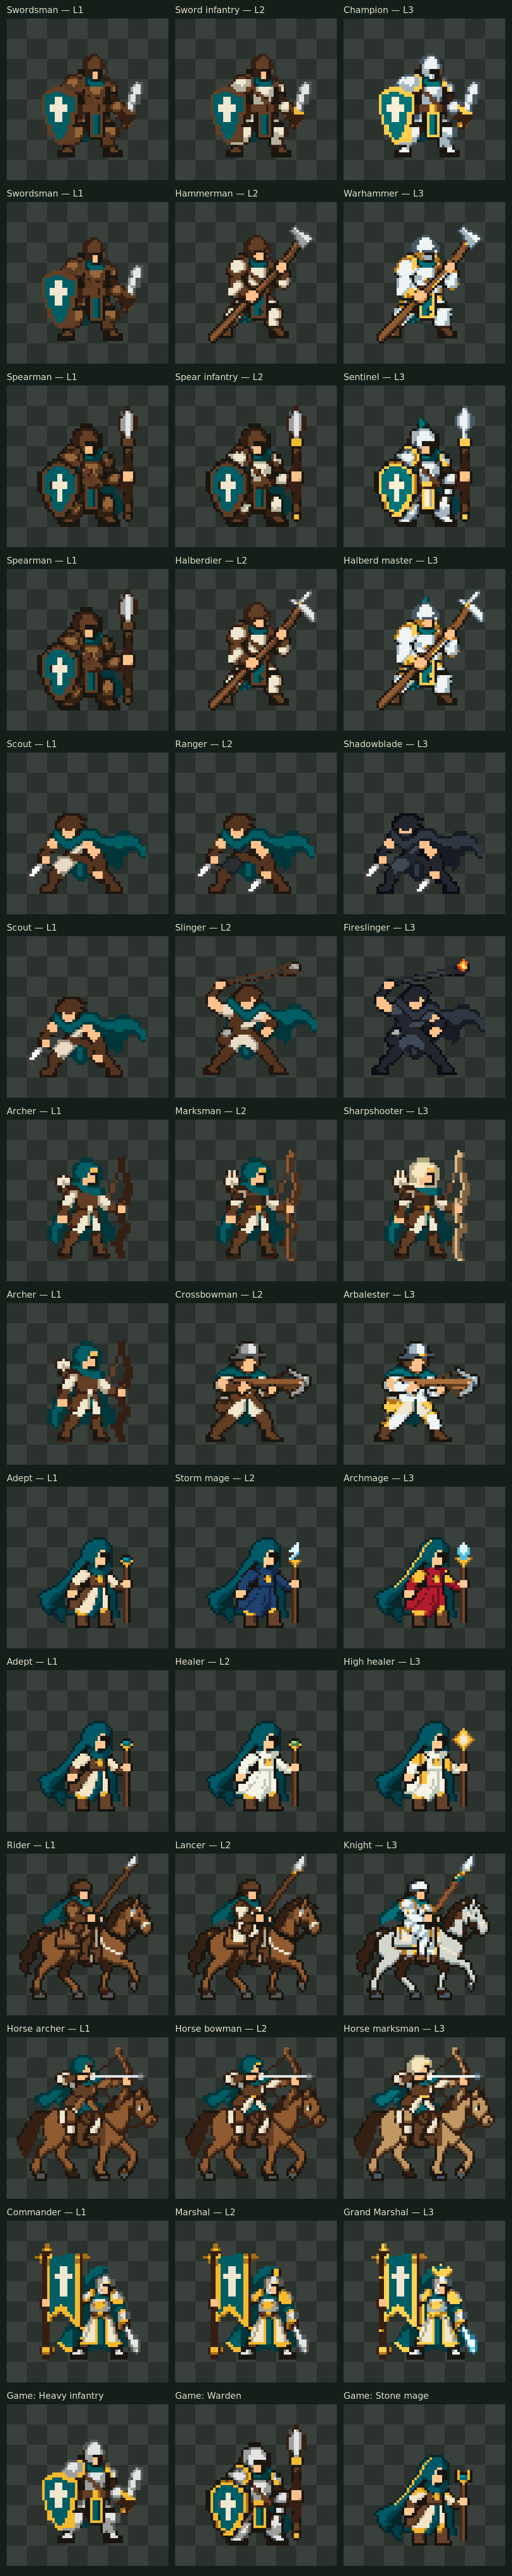 Swordsman — L1
Sword infantry — L2
Champion — L3
Swordsman — L1
Hammerman — L2
Warhammer — L3
Spearman — L1
Spear infantry — L2
Sentinel — L3
Spearman — L1
Halberdier — L2
Halberd master — L3
Scout — L1
Ranger — L2
Shadowblade — L3
Scout — L1
Slinger — L2
Fireslinger — L3
Archer — L1
Marksman — L2
Sharpshooter — L3
Archer — L1
Crossbowman — L2
Arbalester — L3
Adept — L1
Storm mage — L2
Archmage — L3
Adept — L1
Healer — L2
High healer — L3
Rider — L1
Lancer — L2
Knight — L3
Horse archer — L1
Horse bowman — L2
Horse marksman — L3
Commander — L1
Marshal — L2
Grand Marshal — L3
Game: Heavy infantry
Game: Warden
Game: Stone mage